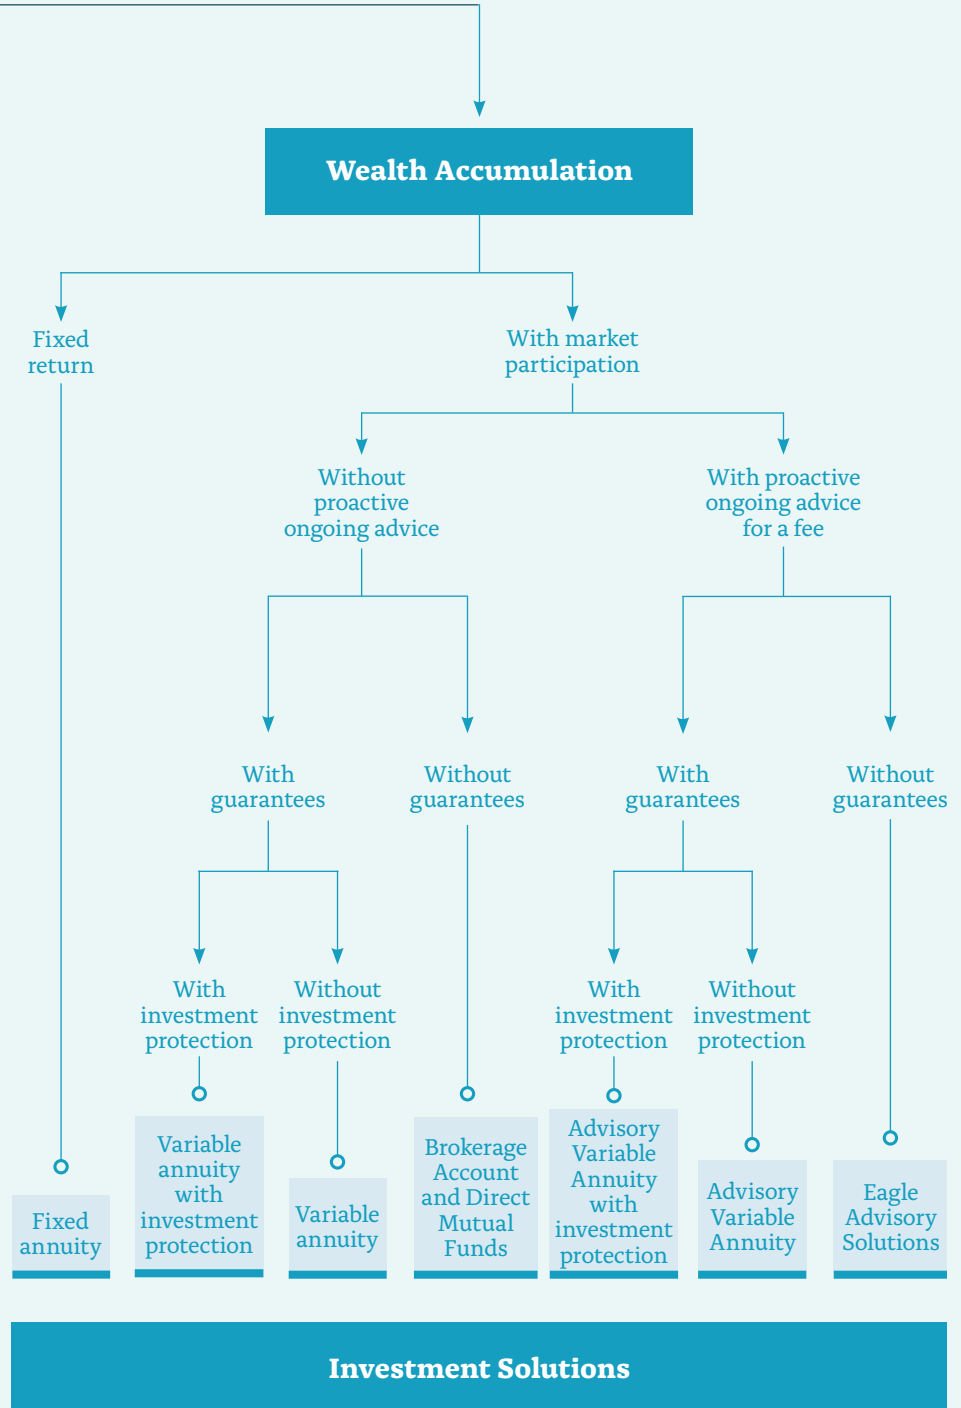 Wealth Accumulation
Fixed
return
With market
participation
Without
proactive
ongoing advice
With proactive
ongoing advice
for a fee
With
guarantees
Without
guarantees
With
guarantees
Without
guarantees
With
investment
protection
Without
investment
protection
With
investment
protection
Without
investment
protection
Fixed
annuity
Variable
annuity
with
investment
protection
Variable
annuity
Brokerage
Account
and Direct
Mutual
Funds
Advisory
Variable
Annuity
with
investment
protection
Advisory
Variable
Annuity
Eagle
Advisory
Solutions
Investment Solutions